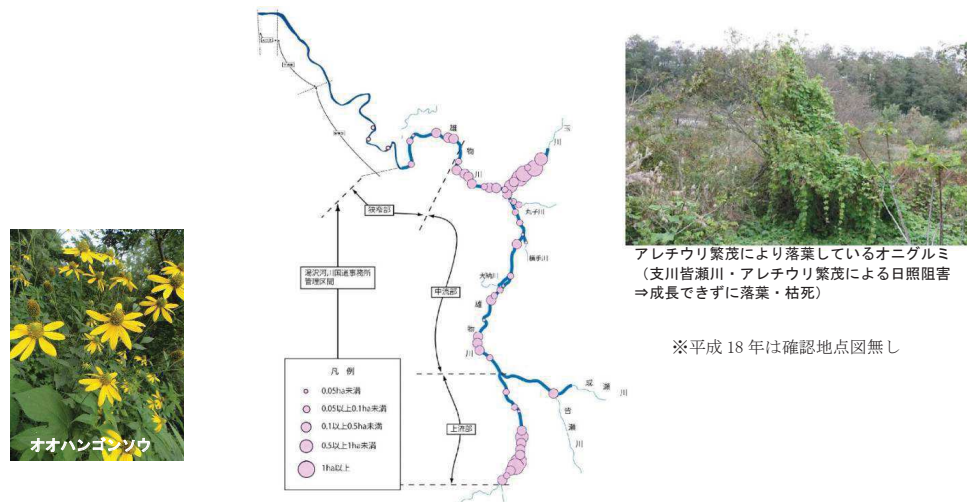 オオハンゴンソウ
雄
物
川
玉
川
丸子川
横手川
狭窄部
湯沢河川国道事務所
管理区間
中流部
雄
物
川
成
瀬
川
皆
瀬
川
上流部
凡 例
0.05ha未満
0.05以上0.1ha未満
0.1以上0.5ha未満
0.5以上1ha未満
1ha以上
アレチウリ繁茂により落葉しているオニグルミ
（支川皆瀬川・アレチウリ繁茂による日照阻害
⇒成長できずに落葉・枯死）
※平成 18 年は確認地点図無し